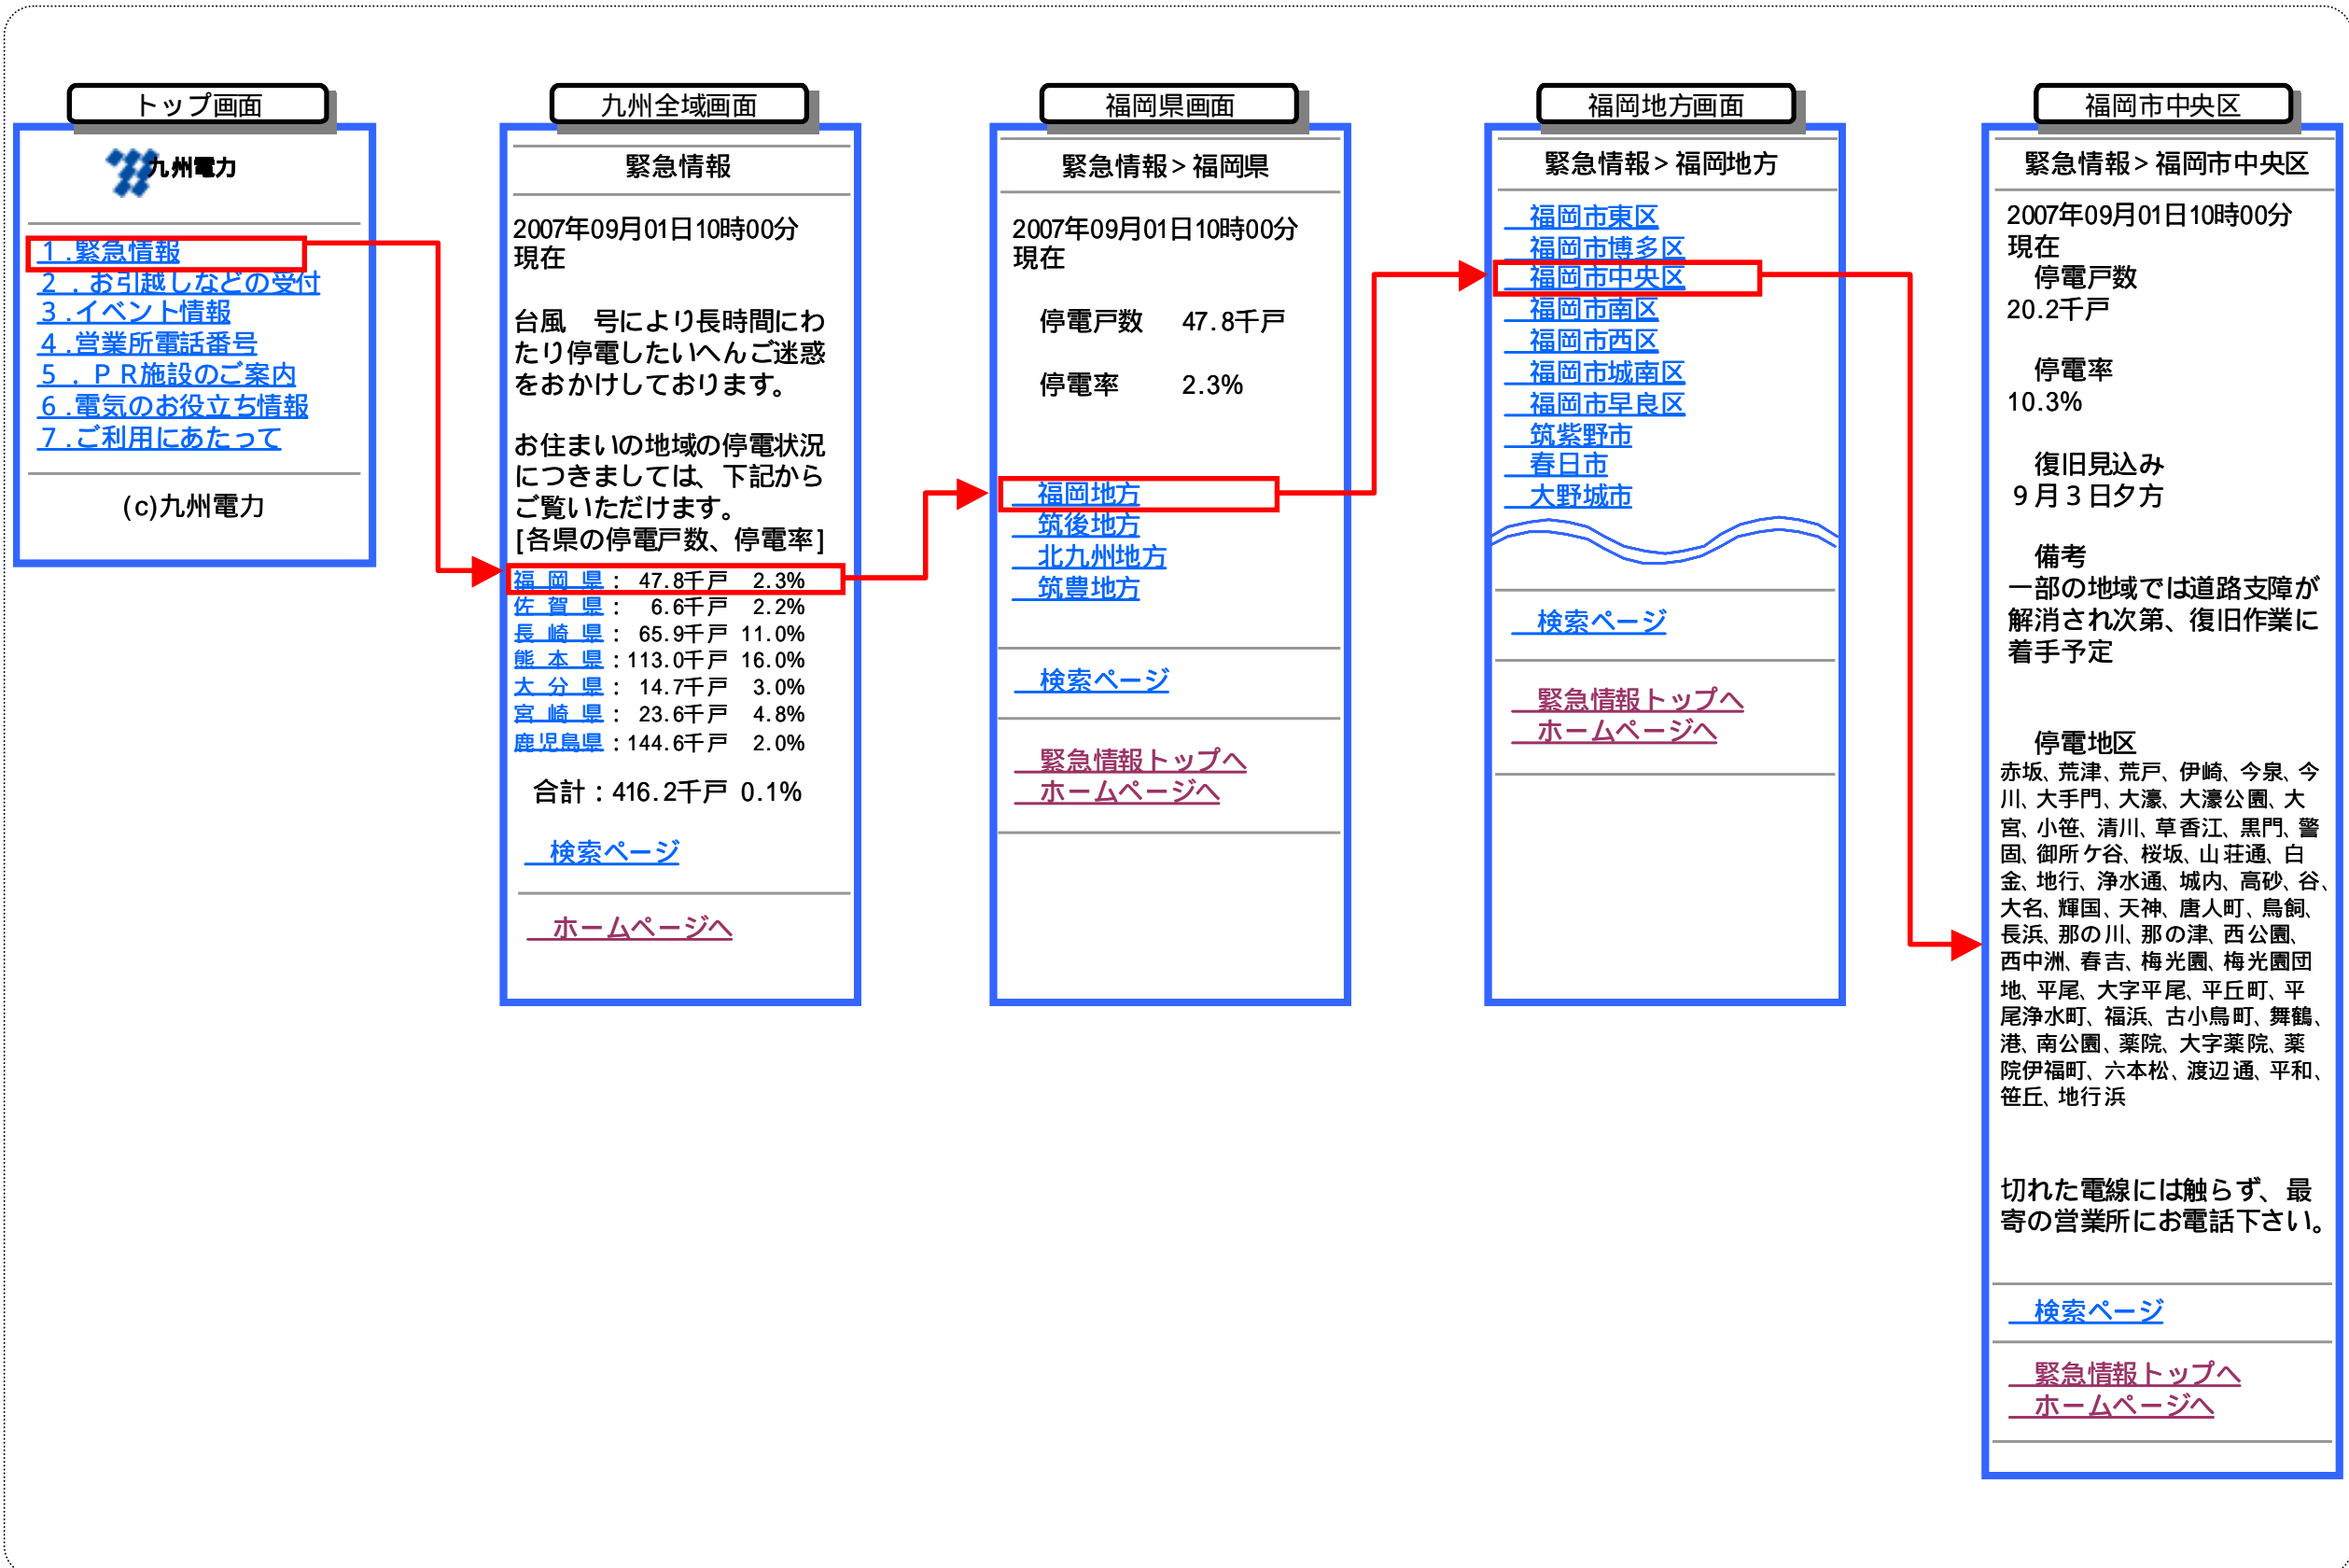 トップ画面
九州電力
１.緊急情報
２．お引越しなどの受付
３.イベント情報
４.営業所電話番号
５．ＰＲ施設のご案内
６.電気のお役立ち情報
７.ご利用にあたって
(c)九州電力
九州全域画面
緊急情報
2007年09月01日10時00分
現在
台風　号により長時間にわ
たり停電したいへんご迷惑
をおかけしております。
お住まいの地域の停電状況
につきましては、下記から
ご覧いただけます。
[各県の停電戸数、停電率]
福 岡 県： 47.8千戸 2.3%
佐 賀 県： 6.6千戸 2.2%
長 崎 県： 65.9千戸 11.0%
熊 本 県：113.0千戸 16.0%
大 分 県： 14.7千戸 3.0%
宮 崎 県： 23.6千戸 4.8%
鹿児島県：144.6千戸 2.0%
合計：416.2千戸 0.1%
検索ページ
ホームページへ
福岡県画面
緊急情報＞福岡県
2007年09月01日10時00分
現在
停電戸数　47.8千戸
停電率　2.3%
福岡地方
筑後地方
北九州地方
筑豊地方
検索ページ
緊急情報トップへ
ホームページへ
福岡地方画面
緊急情報＞福岡地方
福岡市東区
福岡市博多区
福岡市中央区
福岡市南区
福岡市西区
福岡市城南区
福岡市早良区
筑紫野市
春日市
大野城市
検索ページ
緊急情報トップへ
ホームページへ
福岡市中央区
緊急情報＞福岡市中央区
2007年09月01日10時00分
現在
停電戸数
20.2千戸
停電率
10.3%
復旧見込み
９月３日夕方
備考
一部の地域では道路支障が
解消され次第、復旧作業に
着手予定
停電地区
赤坂、荒津、荒戸、伊崎、今泉、今
川、大手門、大濠、大濠公園、大
宮、小笹、清川、草香江、黒門、警
固、御所ケ谷、桜坂、山荘通、白
金、地行、浄水通、城内、高砂、谷、
大名、輝国、天神、唐人町、鳥飼、
長浜、那の川、那の津、西公園、
西中洲、春吉、梅光園、梅光園団
地、平尾、大字平尾、平丘町、平
尾浄水町、福浜、古小烏町、舞鶴、
港、南公園、薬院、大字薬院、薬
院伊福町、六本松、渡辺通、平和、
笹丘、地行浜
切れた電線には触らず、最
寄の営業所にお電話下さい。
検索ページ
緊急情報トップへ
ホームページへ